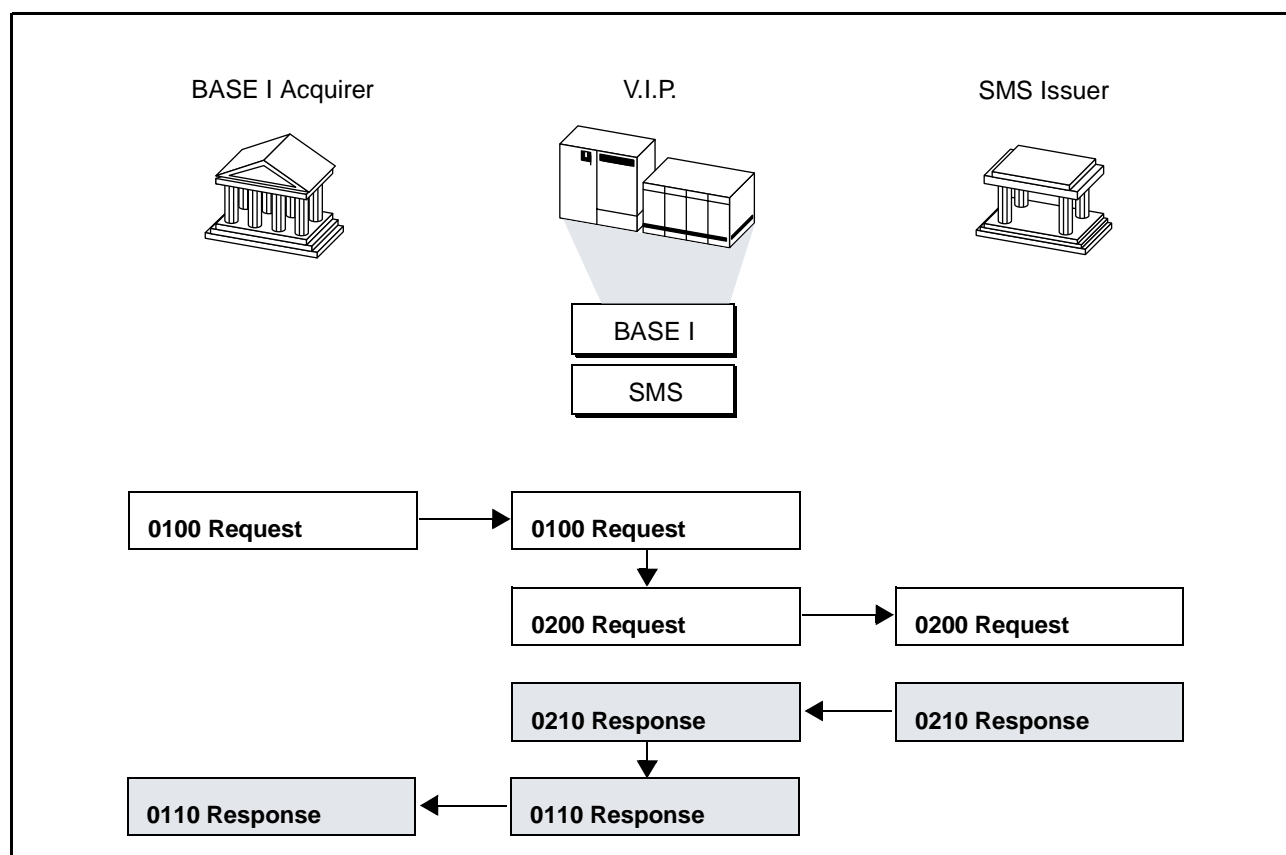 BASE I Acquirer
V.I.P.
SMS Issuer
BASE I
SMS
0100 Request
0100 Request
0200 Request
0200 Request
0210 Response
0210 Response
0110 Response
0110 Response